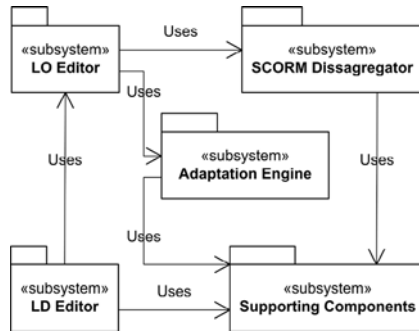 Uses
«subsystem»
LO Editor
«subsystem»
SCORM Dissagregator
Uses
Uses
Uses
«subsystem»
Adaptation Engine
Uses
«subsystem»
LD Editor
Uses
«subsystem»
Supporting Components